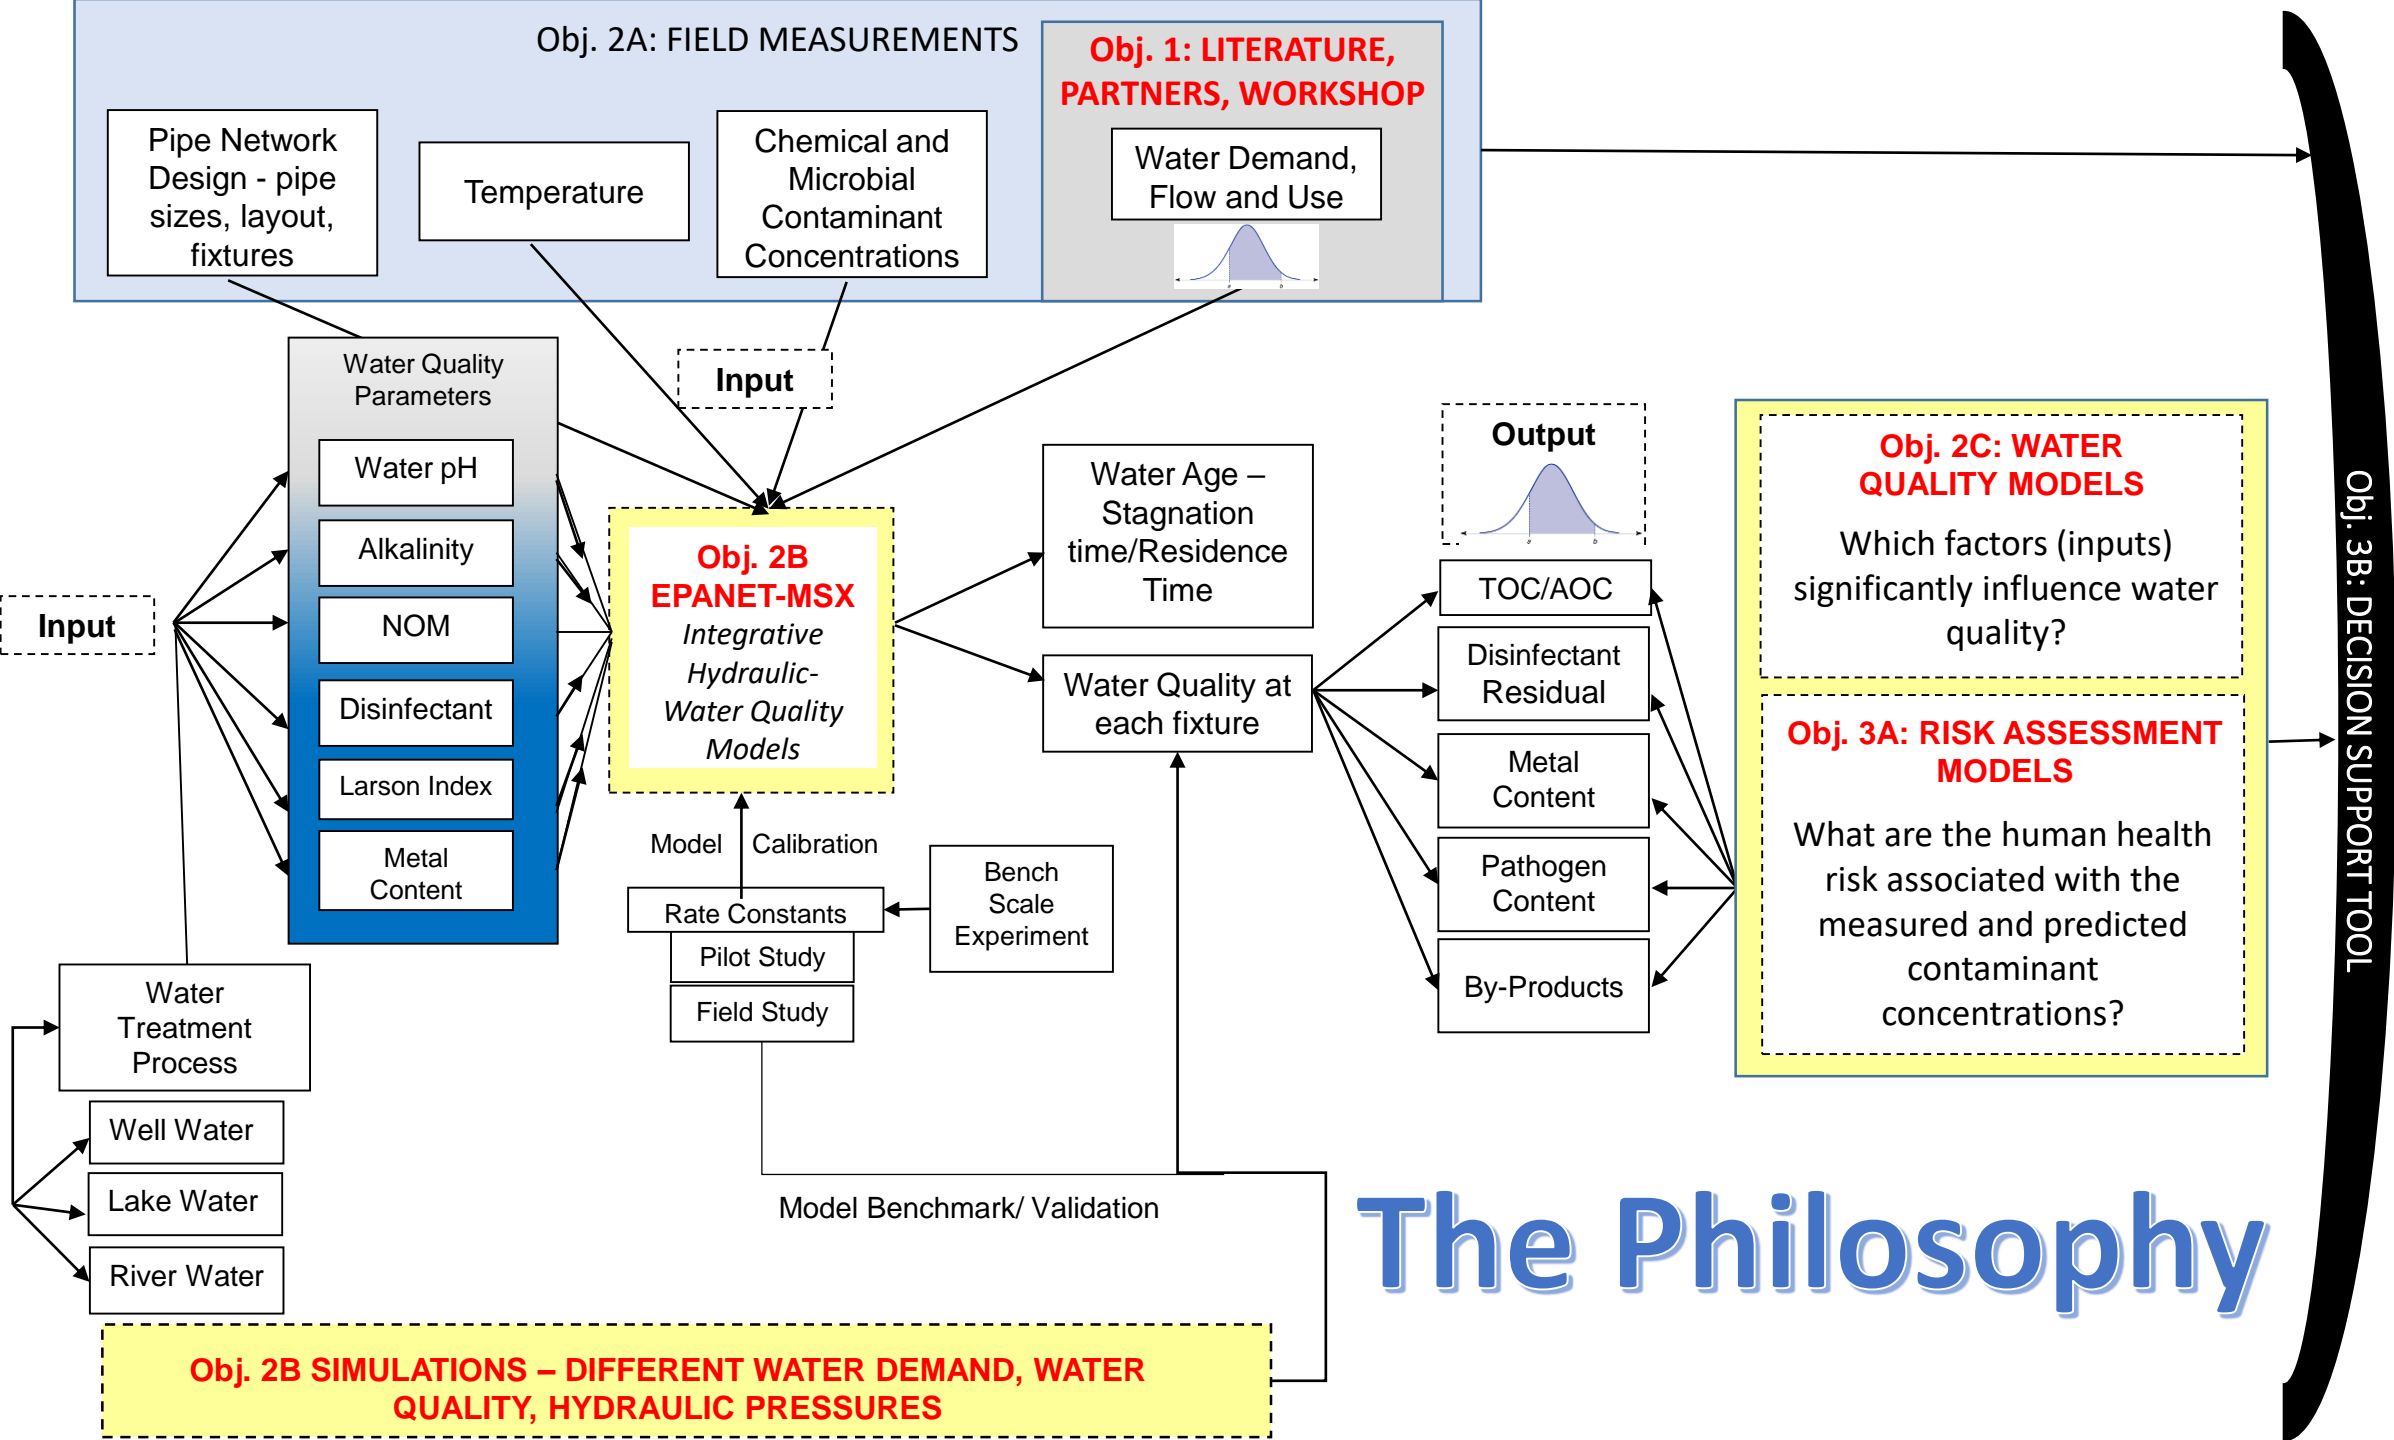 Obj. 2A: FIELD MEASUREMENTS
Obj. 1: LITERATURE,
PARTNERS, WORKSHOP
Pipe Network
Design - pipe
sizes, layout,
fixtures
Temperature
Chemical and
Microbial
Contaminant
Concentrations
Water Demand,
Flow and Use
a b
Water Quality
Parameters
Water pH
Alkalinity
NOM
Disinfectant
Larson Index
Metal
Content
Input
Input
Obj. 2B
EPANET-MSX
Integrative
Hydraulic-
Water Quality
Models
Model Calibration
Rate Constants
Pilot Study
Field Study
Bench
Scale
Experiment
Water Age –
Stagnation
time/Residence
Time
Water Quality at
each fixture
Output
a b
TOC/AOC
Disinfectant
Residual
Metal
Content
Pathogen
Content
By-Products
Obj. 2C: WATER
QUALITY MODELS
Which factors (inputs)
significantly influence water
quality?
Obj. 3A: RISK ASSESSMENT
MODELS
What are the human health
risk associated with the
measured and predicted
contaminant
concentrations?
Obj. 3B: DECISION SUPPORT TOOL
Water
Treatment
Process
Well Water
Lake Water
River Water
Model Benchmark/ Validation
The Philosophy
Obj. 2B SIMULATIONS – DIFFERENT WATER DEMAND, WATER
QUALITY, HYDRAULIC PRESSURES